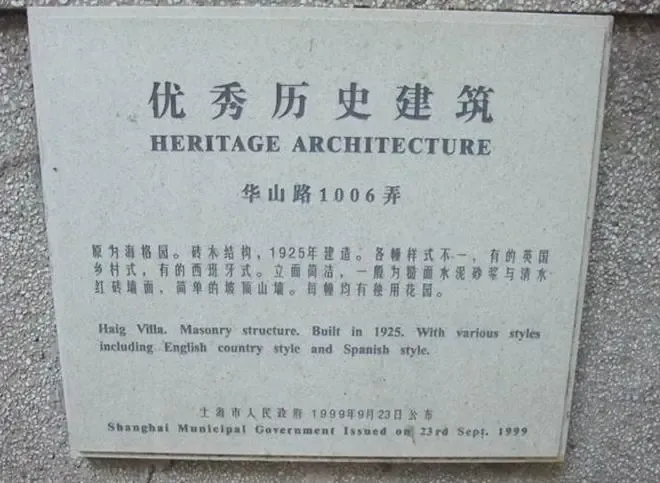 优秀历史建筑
HERITAGE ARCHITECTURE
华山路1006弄
原为海格园。砖木结构，1925年建造。各幢样式不一，有的英国
乡村式，有的西班牙式。立面简洁，一般为糙面水泥砂浆与清水
红砖墙面，简单的坡顶山墙。每幢均有独用花园。
Haig Villa. Masonry structure. Built in 1925. With various styles
including English country style and Spanish style.
上海市人民政府 1999年9月23日公布
Shanghai Municipal Government Issued on 23rd Sept. 1999